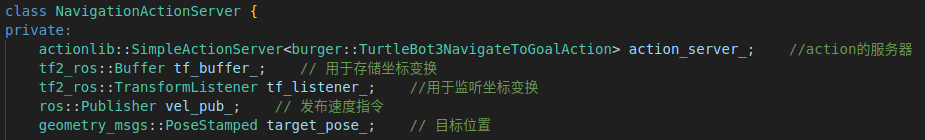 class NavigationActionServer {
private:
    actionlib::SimpleActionServer<burger::TurtleBot3NavigateToGoalAction> action_server_;    //action的服务器
    tf2_ros::Buffer tf_buffer_;    // 用于存储坐标变换
    tf2_ros::TransformListener tf_listener_;    //用于监听坐标变换
    ros::Publisher vel_pub_;    // 发布速度指令
    geometry_msgs::PoseStamped target_pose_;    // 目标位置